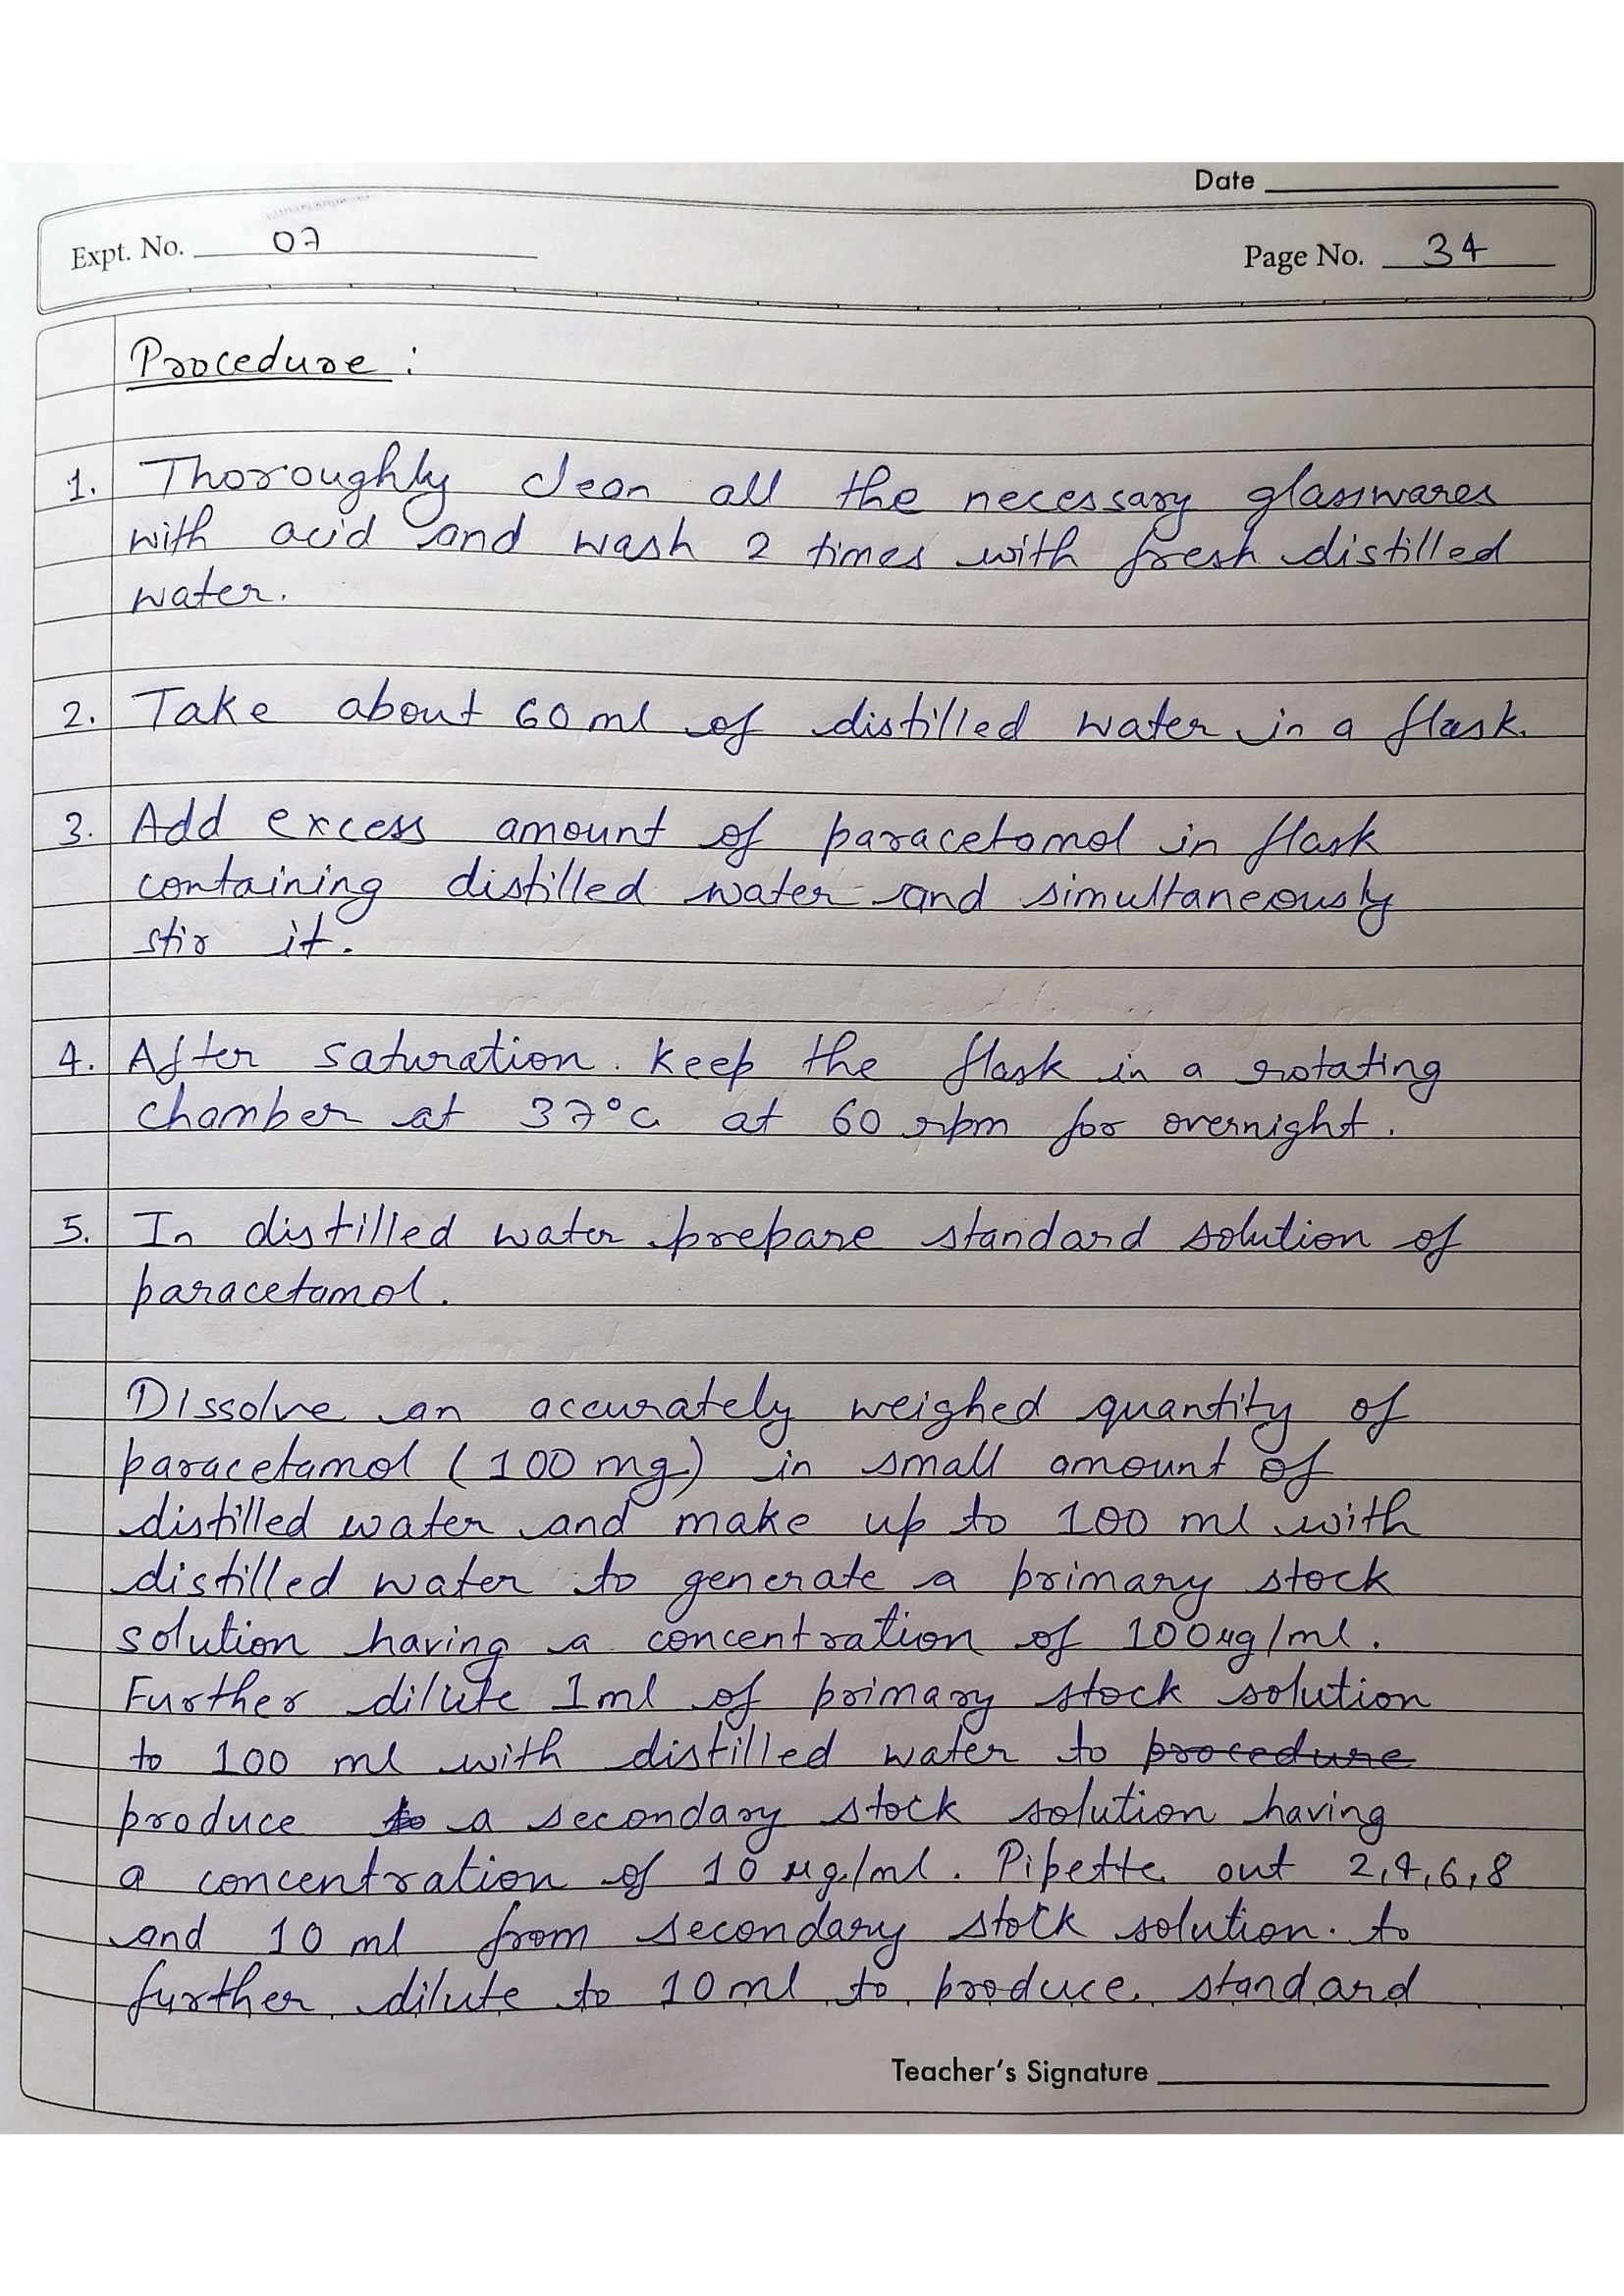 Date
Expt. No. 07
Page No. 34
Procedure :
1. Thoroughly clean all the necessary glasswares
with acid and wash 2 times with fresh distilled
water.
2. Take about 60 ml of distilled water in a flask.
3. Add excess amount of paracetamol in flask
containing distilled water and simultaneously
stir it.
4. After saturation. keep the flask in a rotating
chamber at 37°C at 60 rpm for overnight.
5. In distilled water prepare standard solution of
paracetamol.
Dissolve an accurately weighed quantity of
paracetamol (100 mg) in small amount of
distilled water and make up to 100 ml with
distilled water to generate a primary stock
solution having a concentration of 100 µg/ml.
Further dilute 1ml of primary stock solution
to 100 ml with distilled water to procedure
produce to a secondary stock solution having
a concentration of 10 µg/ml. Pipette out 2,4,6,8
and 10 ml from secondary stock solution. to
further dilute to 10 ml to produce. standard
Teacher's Signature